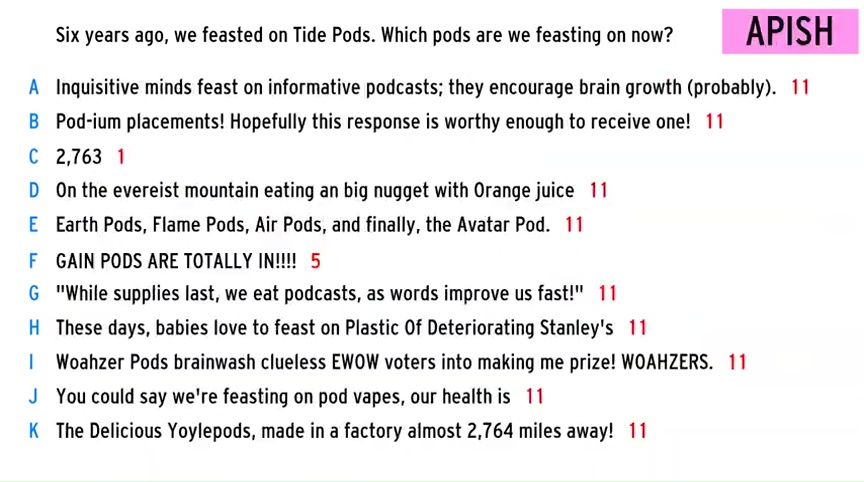 Six years ago, we feasted on Tide Pods. Which pods are we feasting on now?
APISH
A Inquisitive minds feast on informative podcasts; they encourage brain growth (probably). 11
B Pod-ium placements! Hopefully this response is worthy enough to receive one! 11
C 2,763 1
D On the evereist mountain eating an big nugget with Orange juice 11
E Earth Pods, Flame Pods, Air Pods, and finally, the Avatar Pod. 11
F GAIN PODS ARE TOTALLY IN!!!! 5
G "While supplies last, we eat podcasts, as words improve us fast!" 11
H These days, babies love to feast on Plastic Of Deteriorating Stanley's 11
I Woahzer Pods brainwash clueless EWOW voters into making me prize! WOAHZERS. 11
J You could say we're feasting on pod vapes, our health is 11
K The Delicious Yoylepods, made in a factory almost 2,764 miles away! 11